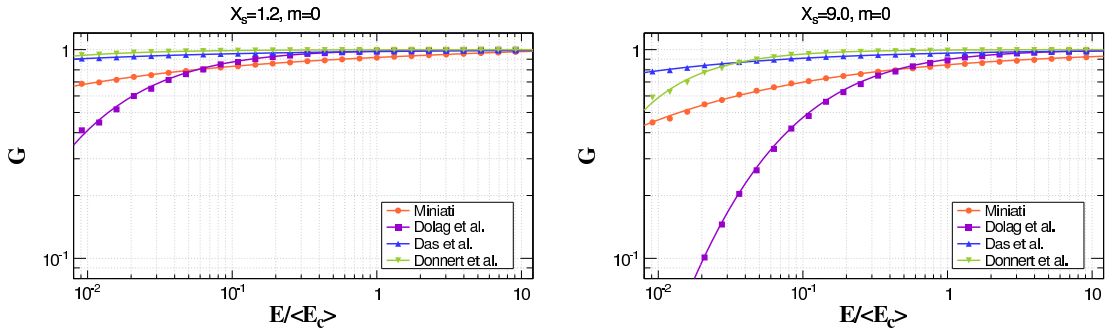 X_s=1.2, m=0
G
1
10^-1
Miniati
Dolag et al.
Das et al.
Donnert et al.
10^-2 10^-1 1 10
E/<E_c>
X_s=9.0, m=0
G
1
10^-1
Miniati
Dolag et al.
Das et al.
Donnert et al.
10^-2 10^-1 1 10
E/<E_c>